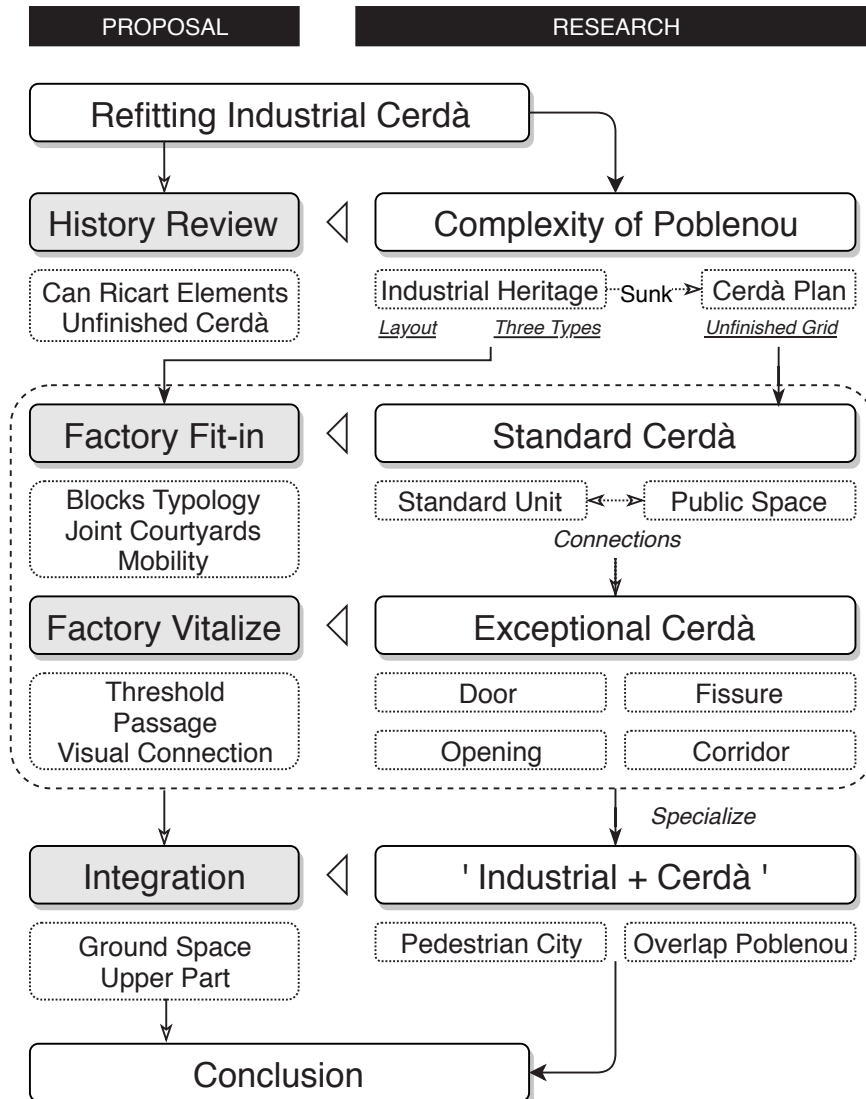 PROPOSAL
RESEARCH
Refitting Industrial Cerdà
History Review
Complexity of Poblenou
Can Ricart Elements
Unfinished Cerdà
Industrial Heritage
Sunk
Cerdà Plan
Layout
Three Types
Unfinished Grid
Factory Fit-in
Standard Cerdà
Blocks Typology
Joint Courtyards
Mobility
Standard Unit
Public Space
Connections
Factory Vitalize
Exceptional Cerdà
Threshold
Passage
Visual Connection
Door
Fissure
Opening
Corridor
Specialize
Integration
' Industrial + Cerdà '
Ground Space
Upper Part
Pedestrian City
Overlap Poblenou
Conclusion